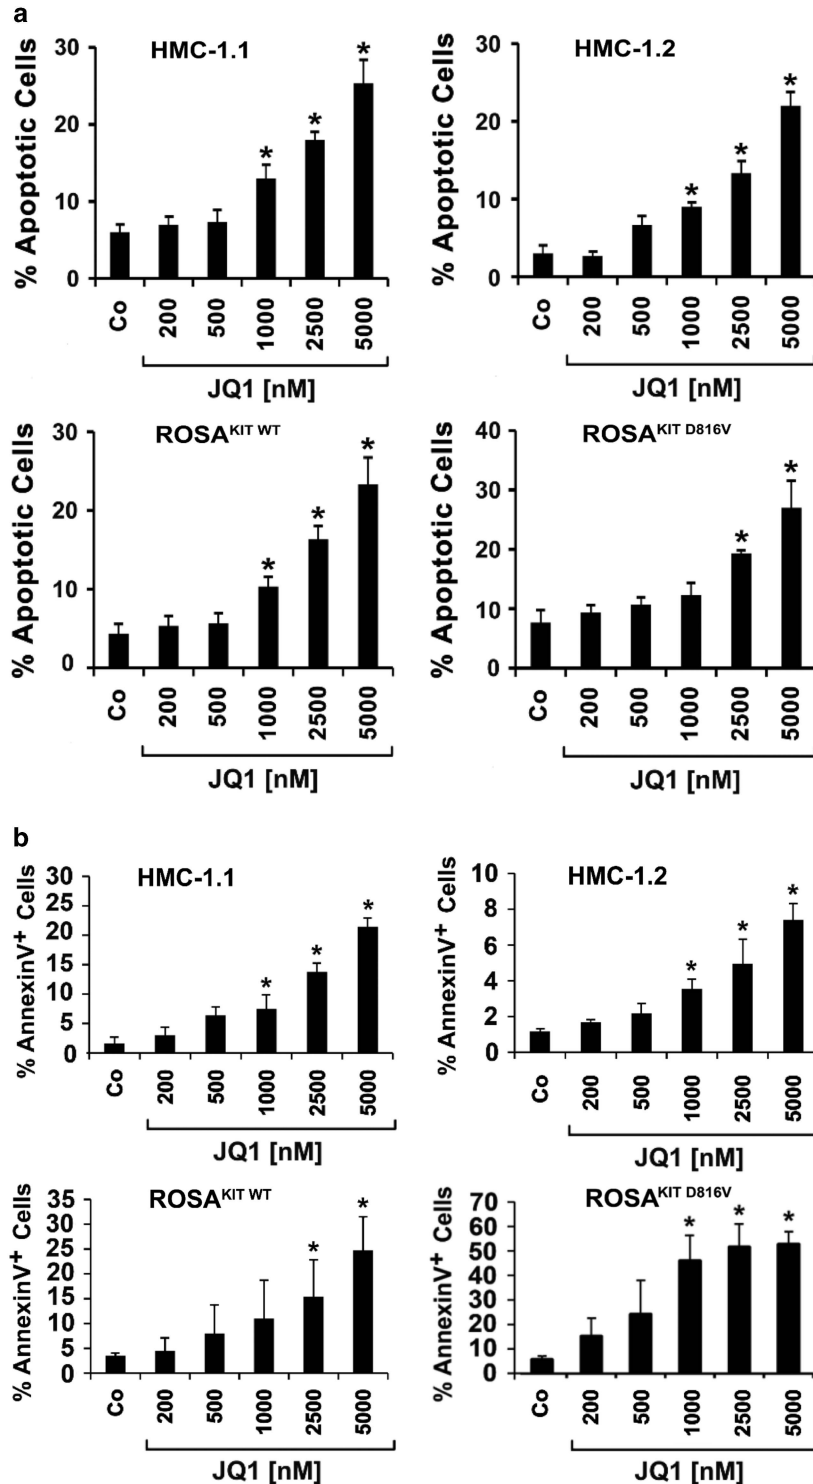 a
HMC-1.1
% Apoptotic Cells
30
20
10
0
* * *
Co 200 500 1000 2500 5000
JQ1 [nM]
HMC-1.2
% Apoptotic Cells
30
20
10
0
* * *
Co 200 500 1000 2500 5000
JQ1 [nM]
ROSAKIT WT
% Apoptotic Cells
30
20
10
0
* * *
Co 200 500 1000 2500 5000
JQ1 [nM]
ROSAKIT D816V
% Apoptotic Cells
40
30
20
10
0
* *
Co 200 500 1000 2500 5000
JQ1 [nM]
b
HMC-1.1
% AnnexinV+ Cells
30
25
20
15
10
5
0
* * *
Co 200 500 1000 2500 5000
JQ1 [nM]
HMC-1.2
% AnnexinV+ Cells
10
8
6
4
2
0
* * *
Co 200 500 1000 2500 5000
JQ1 [nM]
ROSAKIT WT
% AnnexinV+ Cells
35
30
25
20
15
10
5
0
* *
Co 200 500 1000 2500 5000
JQ1 [nM]
ROSAKIT D816V
% AnnexinV+ Cells
70
60
50
40
30
20
10
0
* * *
Co 200 500 1000 2500 5000
JQ1 [nM]